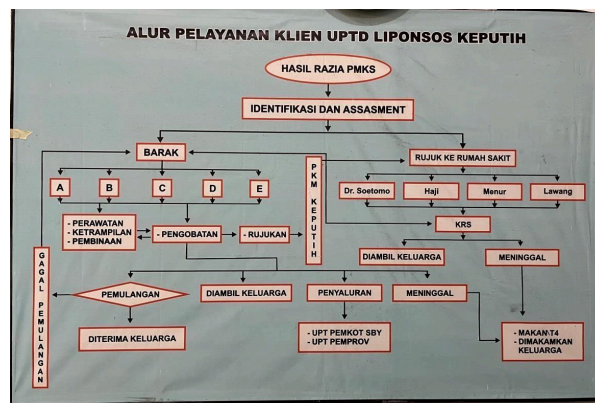 ALUR PELAYANAN KLIEN UPTD LIPONSOS KEPUTIH
HASIL RAZIA PMKS
IDENTIFIKASI DAN ASSASMENT
BARAK
RUJUK KE RUMAH SAKIT
A
B
C
D
E
PKM KEPUTIH
Dr. Soetomo
Haji
Menur
Lawang
- PERAWATAN
- KETRAMPILAN
- PEMBINAAN
- PENGOBATAN
- RUJUKAN
KRS
GAGAL PEMULANGAN
DIAMBIL KELUARGA
MENINGGAL
PEMULANGAN
DIAMBIL KELUARGA
PENYALURAN
MENINGGAL
DITERIMA KELUARGA
- UPT PEMKOT SBY
- UPT PEMPROV
- MAKAN\T4
- DIMAKAMKAN
KELUARGA